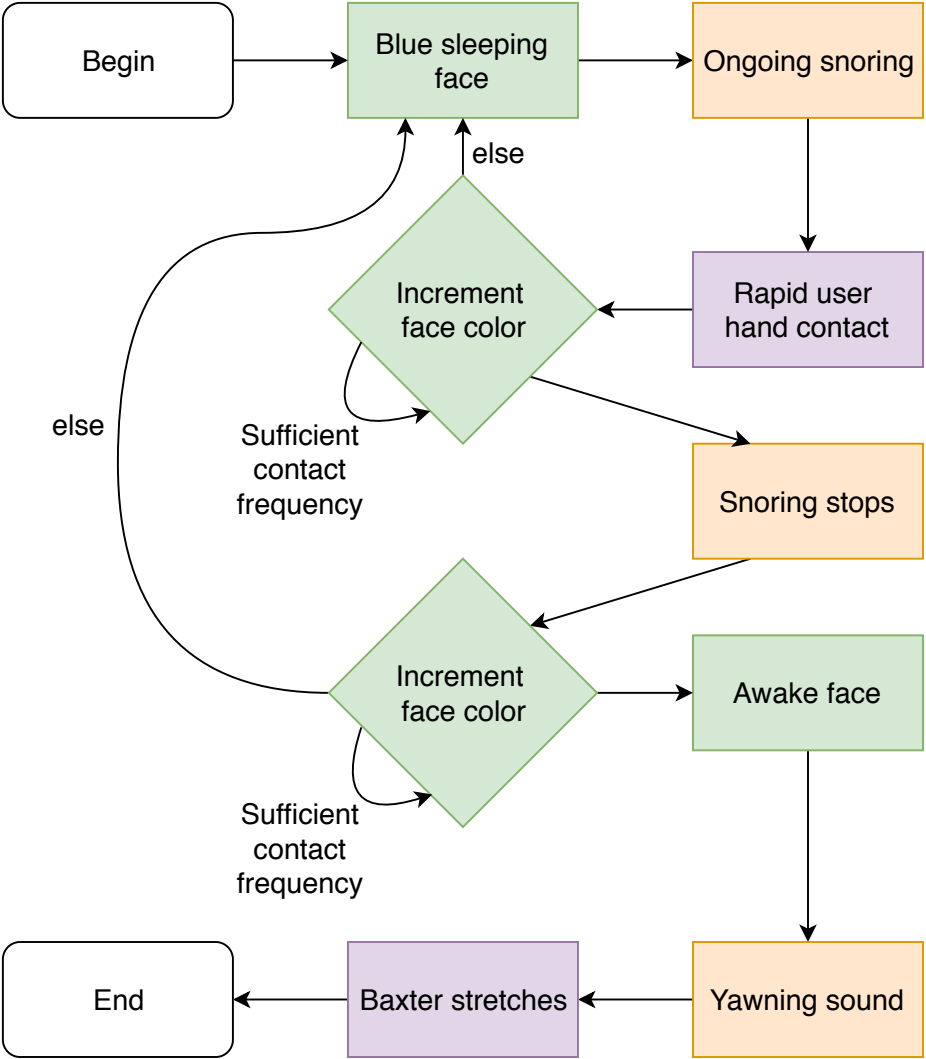 Begin
Blue sleeping
face
Ongoing snoring
else
Increment
face color
Rapid user
hand contact
else
Sufficient
contact
frequency
Snoring stops
Increment
face color
Awake face
Sufficient
contact
frequency
End
Baxter stretches
Yawning sound